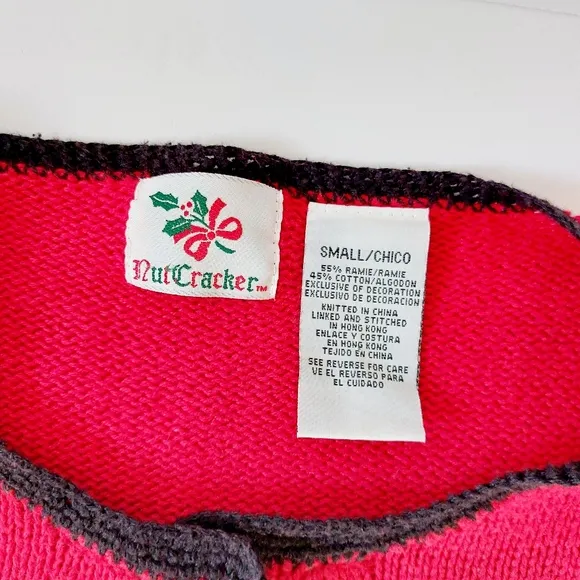 NutCracker™
SMALL/CHICO
55% RAMIE/RAMIE
45% COTTON/ALGODON
EXCLUSIVE OF DECORATION
EXCLUSIVO DE DECORACION
KNITTED IN CHINA
LINKED AND STITCHED
IN HONG KONG
ENLACE Y COSTURA
EN HONG KONG
TEJIDO EN CHINA
SEE REVERSE FOR CARE
VE EL REVERSO PARA
EL CUIDADO